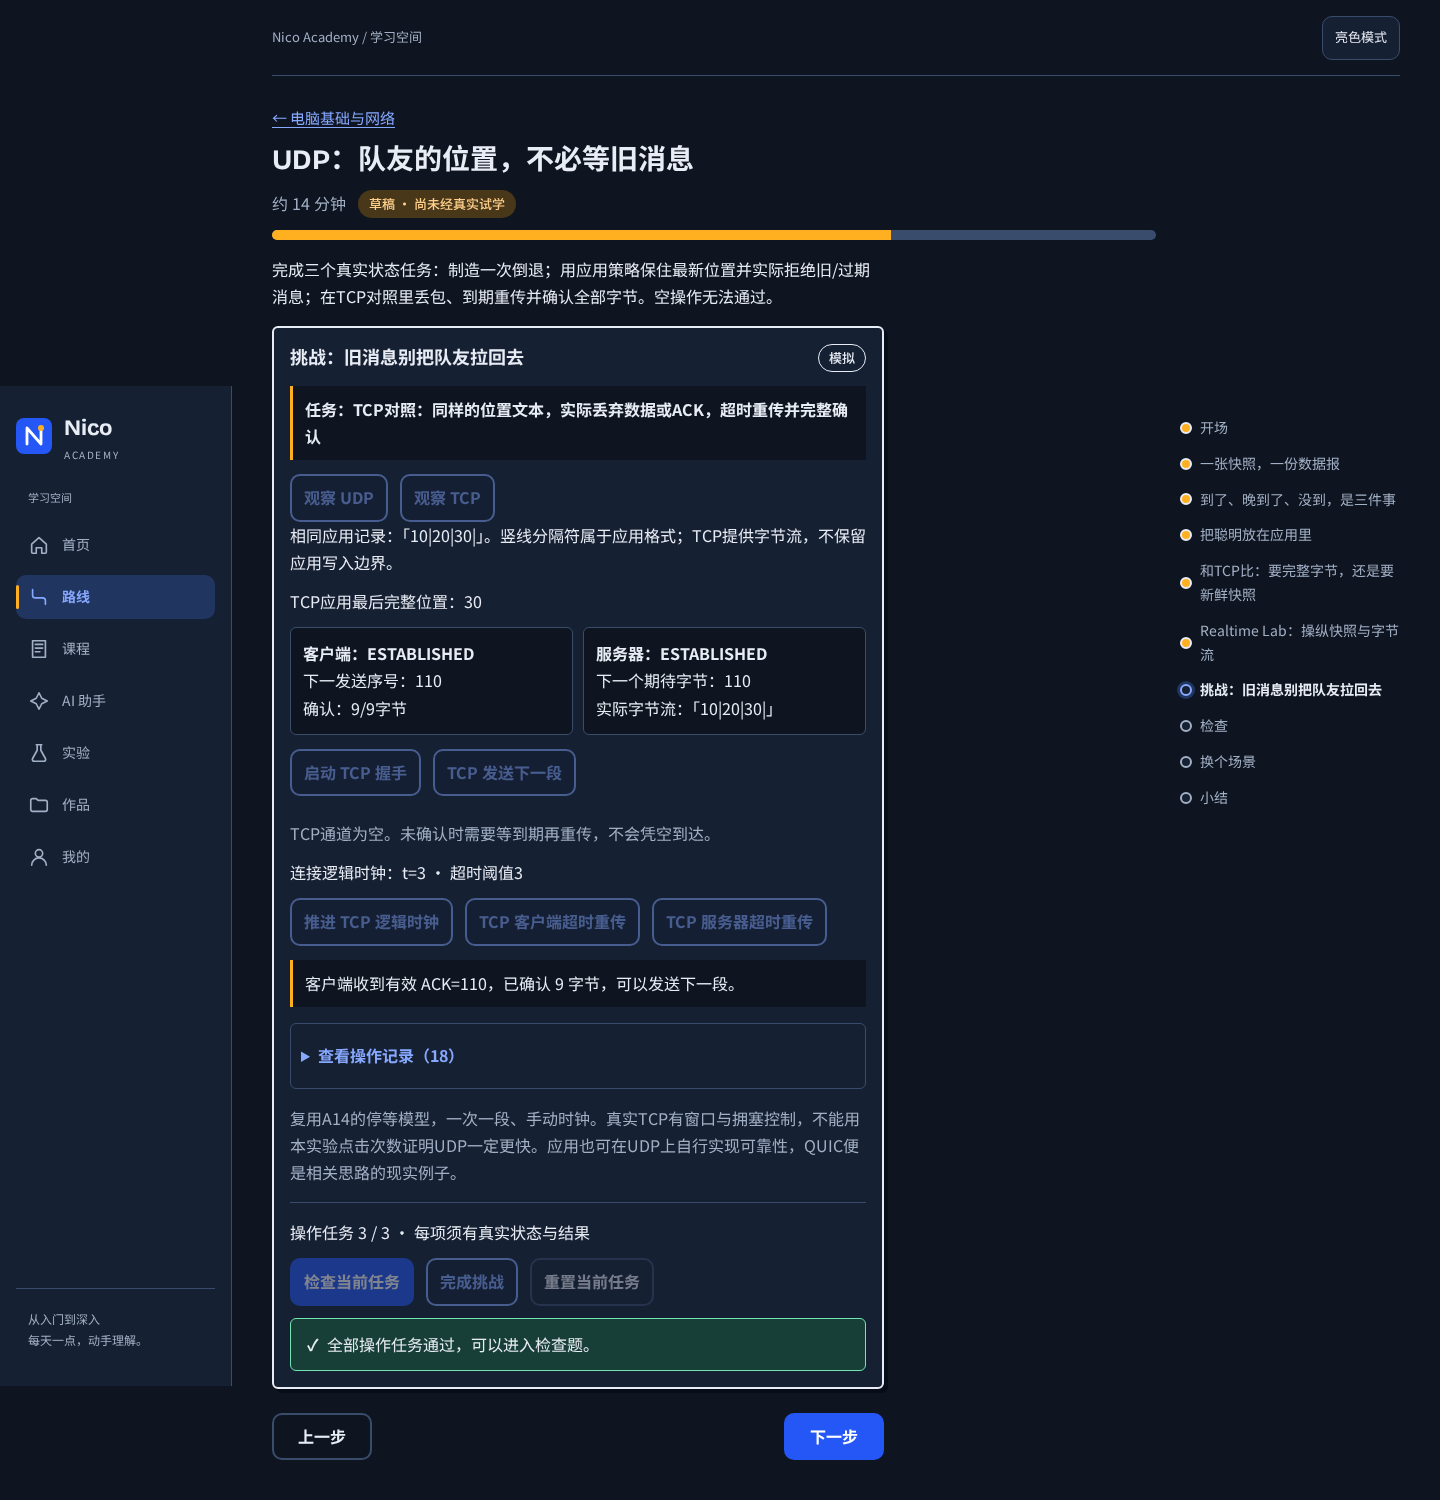 Nico Academy / 学习空间
亮色模式
← 电脑基础与网络
UDP：队友的位置，不必等旧消息
约 14 分钟
草稿 · 尚未经真实试学
完成三个真实状态任务：制造一次倒退；用应用策略保住最新位置并实际拒绝旧/过期
消息；在TCP对照里丢包、到期重传并确认全部字节。空操作无法通过。
挑战：旧消息别把队友拉回去
模拟
任务：TCP对照：同样的位置文本，实际丢弃数据或ACK，超时重传并完整确
认
观察 UDP
观察 TCP
相同应用记录：「10|20|30|」。竖线分隔符属于应用格式；TCP提供字节流，不保留
应用写入边界。
TCP应用最后完整位置：30
客户端：ESTABLISHED
下一发送序号：110
确认：9/9字节
服务器：ESTABLISHED
下一个期待字节：110
实际字节流：「10|20|30|」
启动 TCP 握手
TCP 发送下一段
TCP通道为空。未确认时需要等到期再重传，不会凭空到达。
连接逻辑时钟：t=3 · 超时阈值3
推进 TCP 逻辑时钟
TCP 客户端超时重传
TCP 服务器超时重传
客户端收到有效 ACK=110，已确认 9 字节，可以发送下一段。
▶ 查看操作记录（18）
复用A14的停等模型，一次一段、手动时钟。真实TCP有窗口与拥塞控制，不能用
本实验点击次数证明UDP一定更快。应用也可在UDP上自行实现可靠性，QUIC便
是相关思路的现实例子。
操作任务 3 / 3 · 每项须有真实状态与结果
检查当前任务
完成挑战
重置当前任务
✓ 全部操作任务通过，可以进入检查题。
上一步
下一步
Nico
ACADEMY
学习空间
首页
路线
课程
AI 助手
实验
作品
我的
从入门到深入
每天一点，动手理解。
开场
一张快照，一份数据报
到了、晚到了、没到，是三件事
把聪明放在应用里
和TCP比：要完整字节，还是要
新鲜快照
Realtime Lab：操纵快照与字节
流
挑战：旧消息别把队友拉回去
检查
换个场景
小结